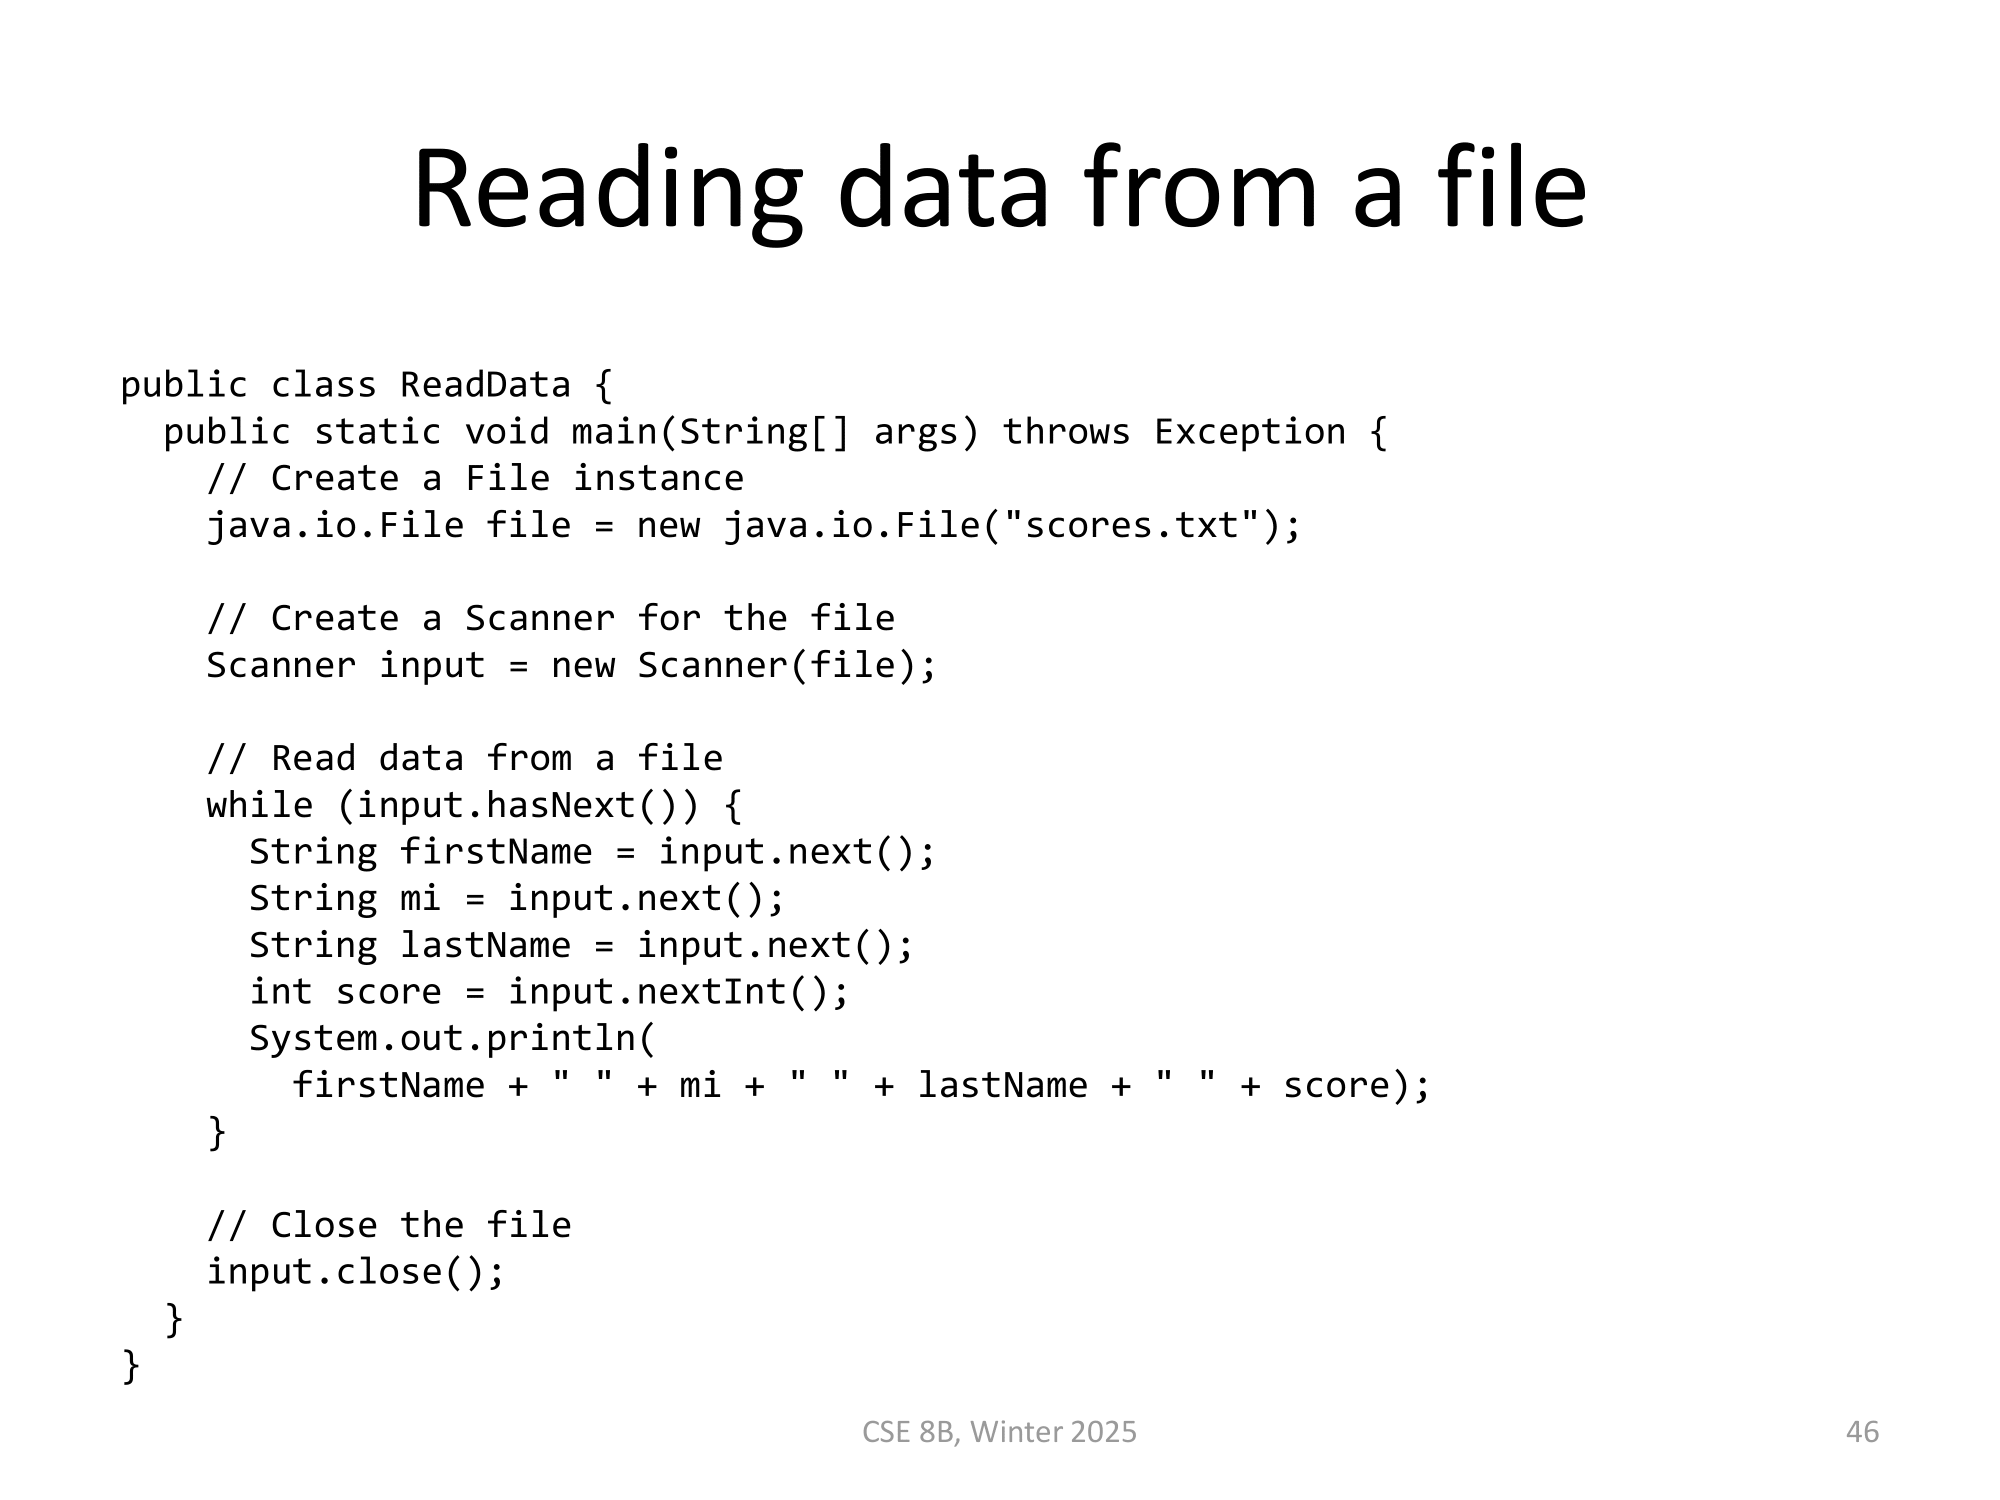 Reading data from a file
public class ReadData {
  public static void main(String[] args) throws Exception {
    // Create a File instance
    java.io.File file = new java.io.File("scores.txt");

    // Create a Scanner for the file
    Scanner input = new Scanner(file);

    // Read data from a file
    while (input.hasNext()) {
      String firstName = input.next();
      String mi = input.next();
      String lastName = input.next();
      int score = input.nextInt();
      System.out.println(
        firstName + " " + mi + " " + lastName + " " + score);
    }

    // Close the file
    input.close();
  }
}
CSE 8B, Winter 2025
46